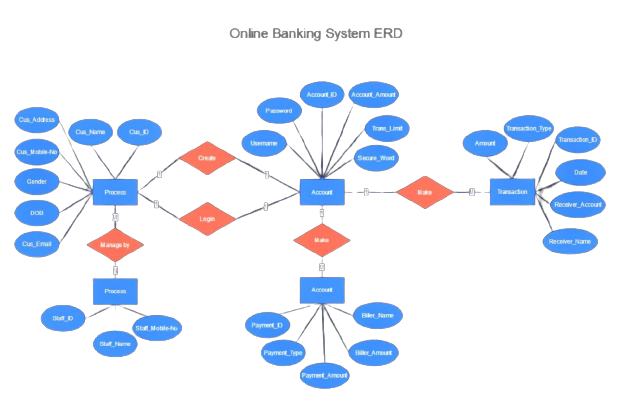 Online Banking System ERD
Account_ID
Account_Amount
Cus_Address
Password
Cus_Name
Cus_ID
Trans_Limit
Transaction_Type
Username
Amount
Transaction_ID
Cus_Mobile-No
Create
Secure_Word
Date
Gender
Process
Account
Make
Transaction
Receiver_Account
DOB
Login
Cus_Email
Manage by
Make
Receiver_Name
Process
Account
Staff_ID
Staff_Mobile-No
Payment_ID
Biller_Name
Staff_Name
Payment_Type
Biller_Amount
Payment_Amount